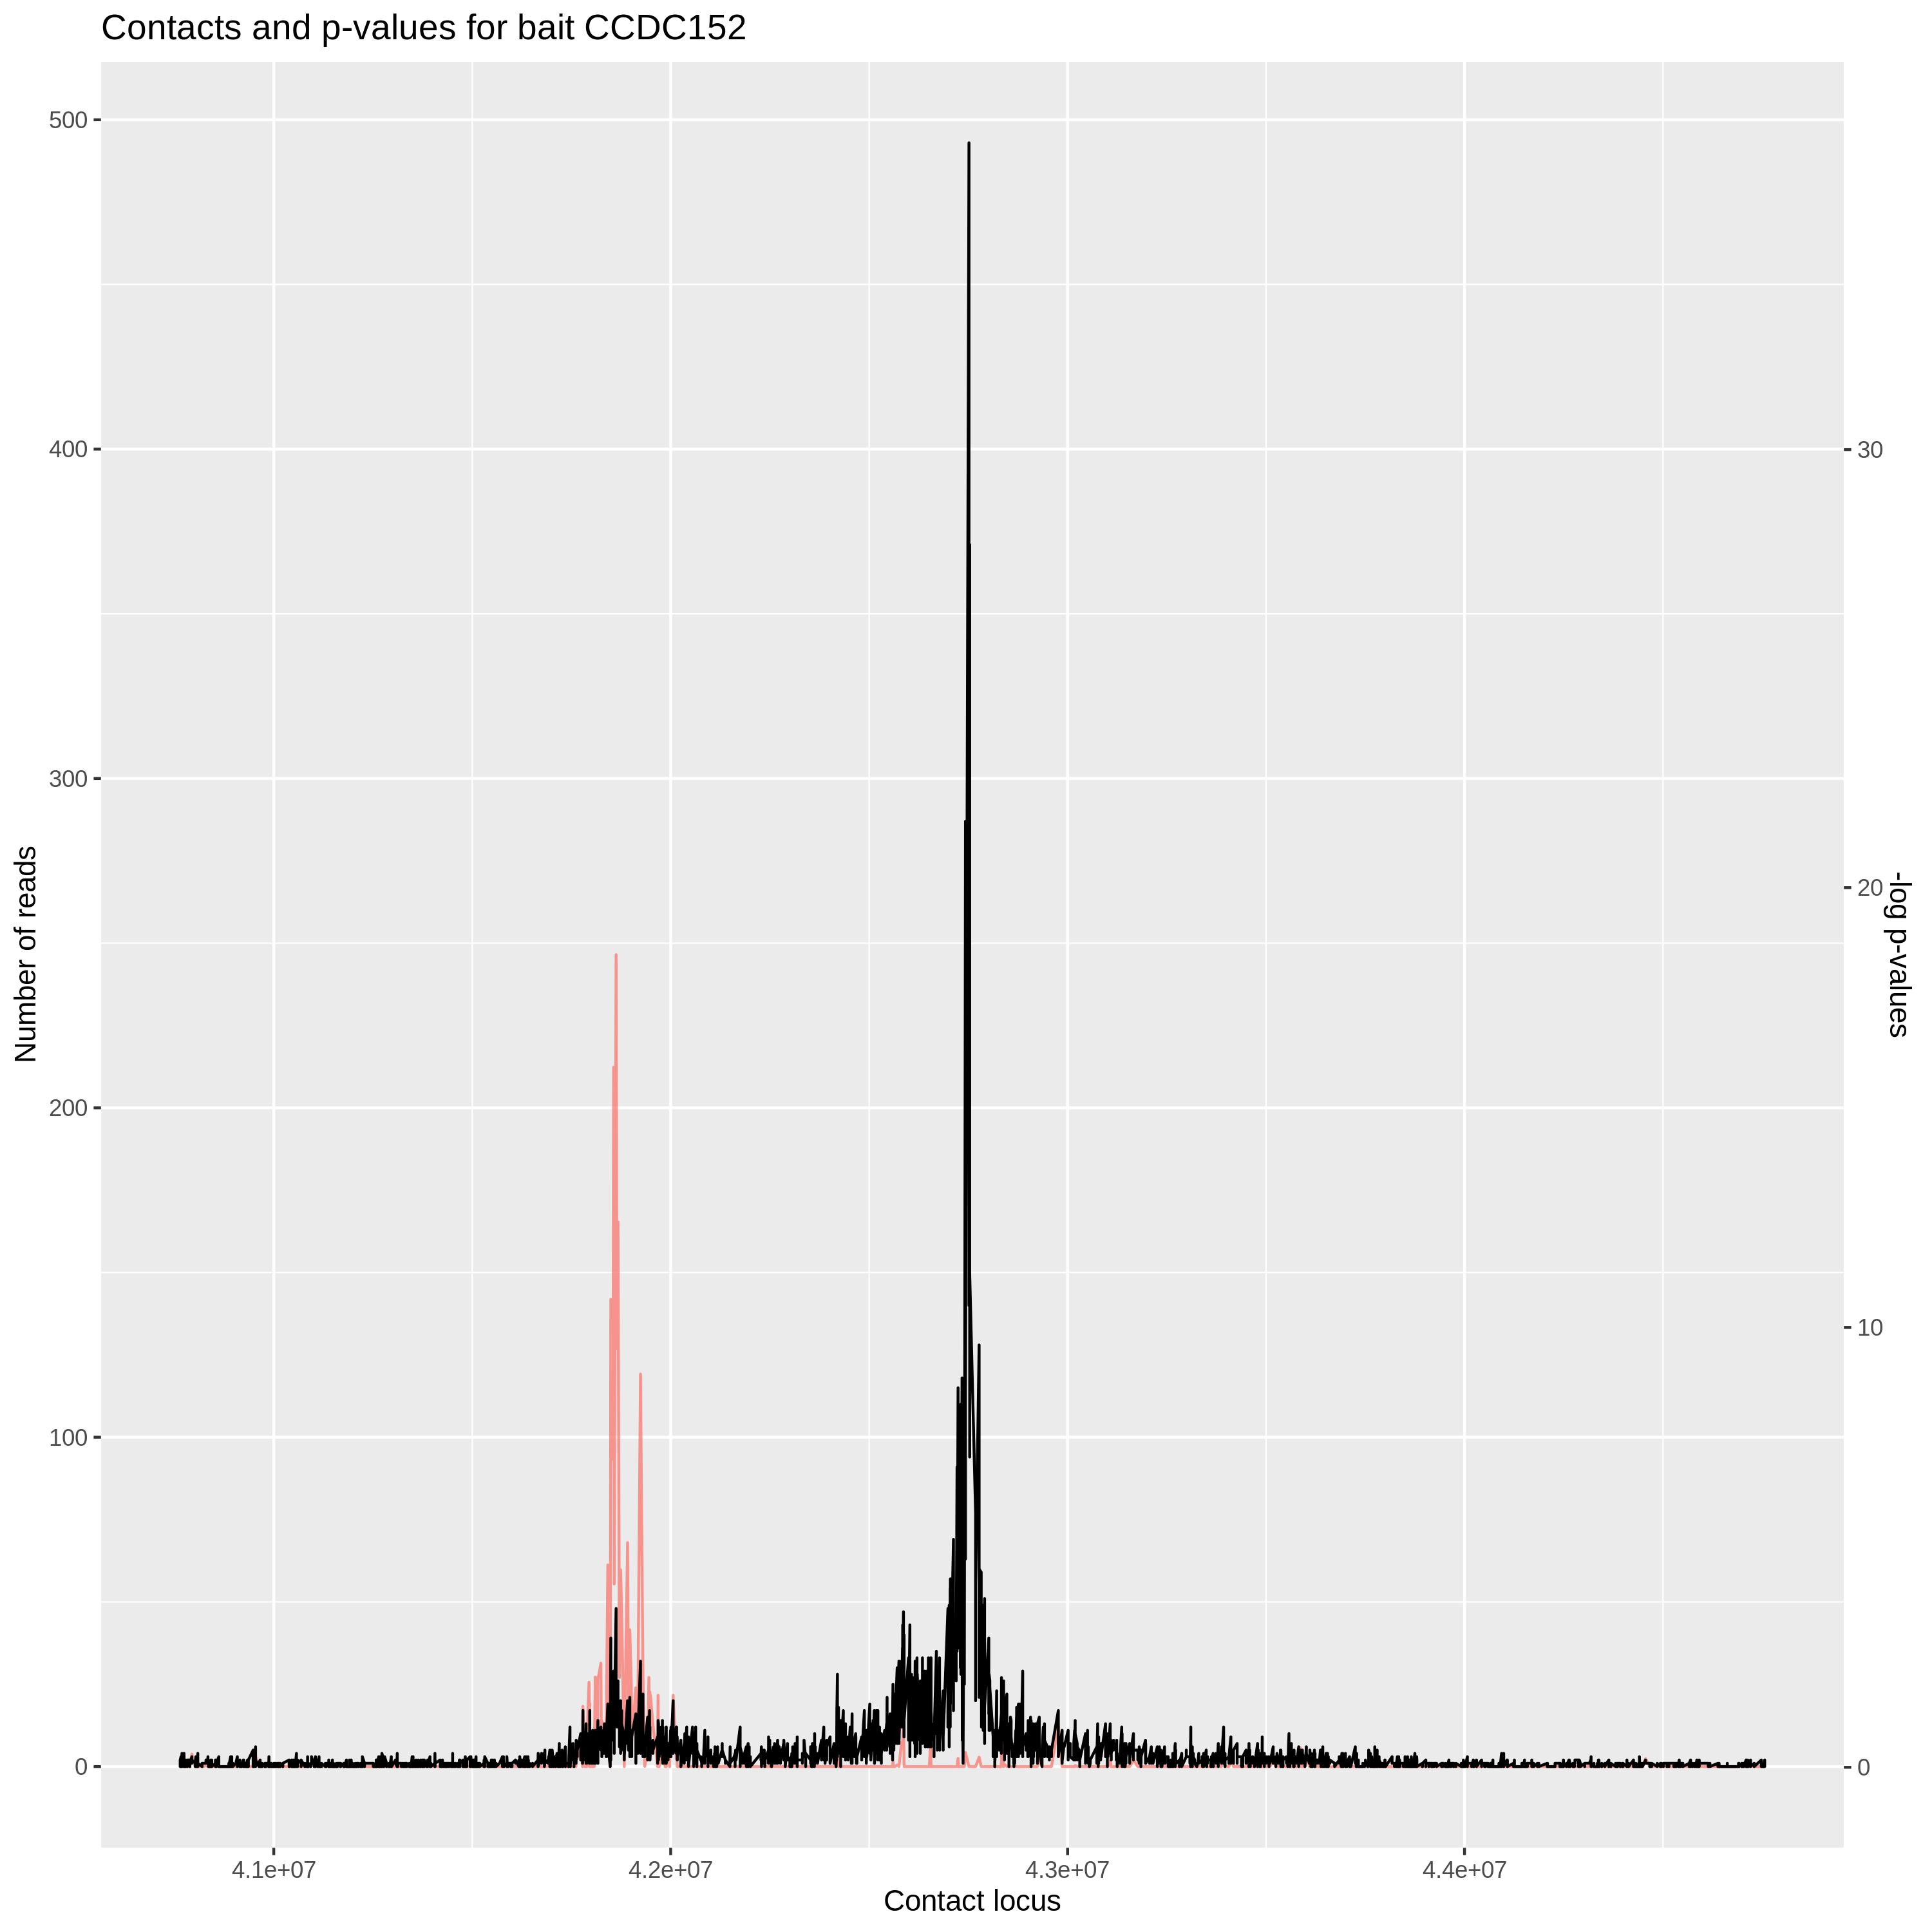 Contacts and p-values for bait CCDC152
500
400
300
200
100
0
Number of reads
30
20
10
0
-log p-values
4.1e+07
4.2e+07
4.3e+07
4.4e+07
Contact locus